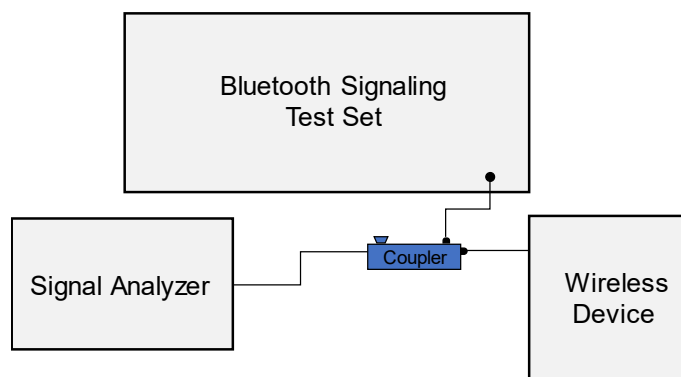 Bluetooth Signaling
Test Set
Coupler
Signal Analyzer
Wireless
Device